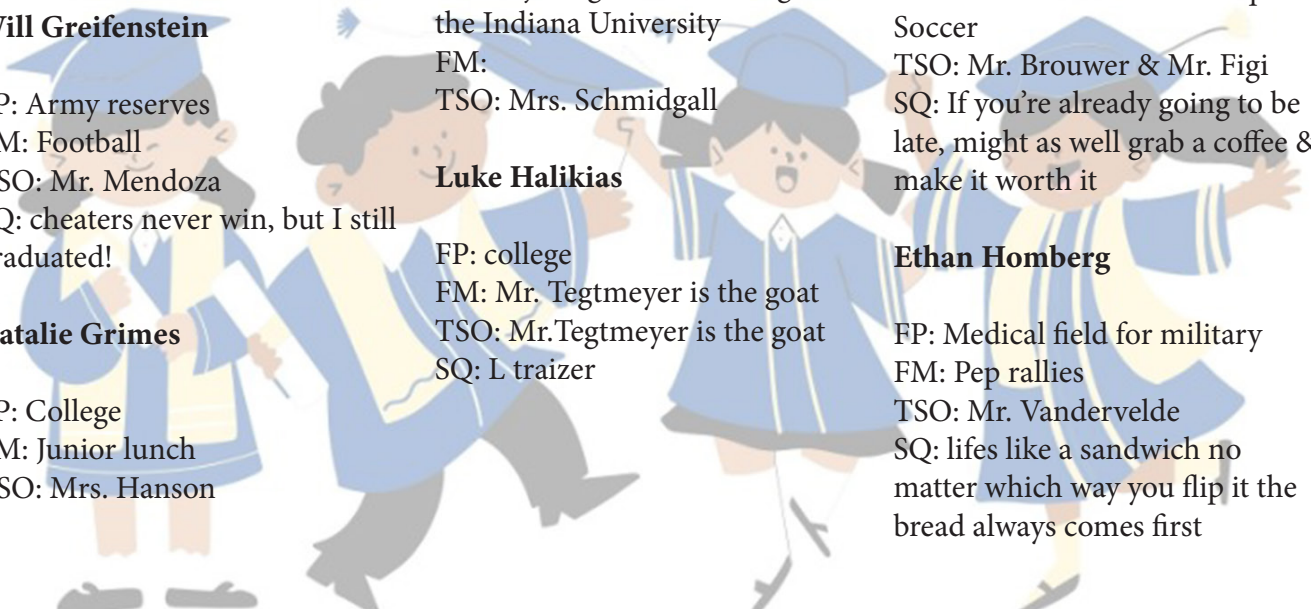 Will Greifenstein
P: Army reserves
M: Football
SO: Mr. Mendoza
Q: cheaters never win, but I still
raduated!
atalie Grimes
P: College
M: Junior lunch
SO: Mrs. Hanson
the Indiana University
FM:
TSO: Mrs. Schmidgall
Luke Halikias
FP: college
FM: Mr. Tegtmeyer is the goat
TSO: Mr.Tegtmeyer is the goat
SQ: L traizer
Soccer
TSO: Mr. Brouwer & Mr. Figi
SQ: If you’re already going to be
late, might as well grab a coffee &
make it worth it
Ethan Homberg
FP: Medical field for military
FM: Pep rallies
TSO: Mr. Vandervelde
SQ: lifes like a sandwich no
matter which way you flip it the
bread always comes first